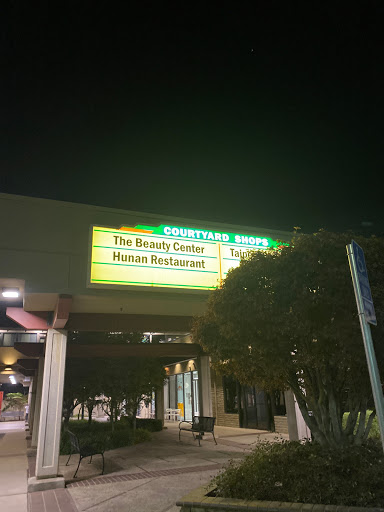 COURTYARD SHOPS
The Beauty Center
Hunan Restaurant